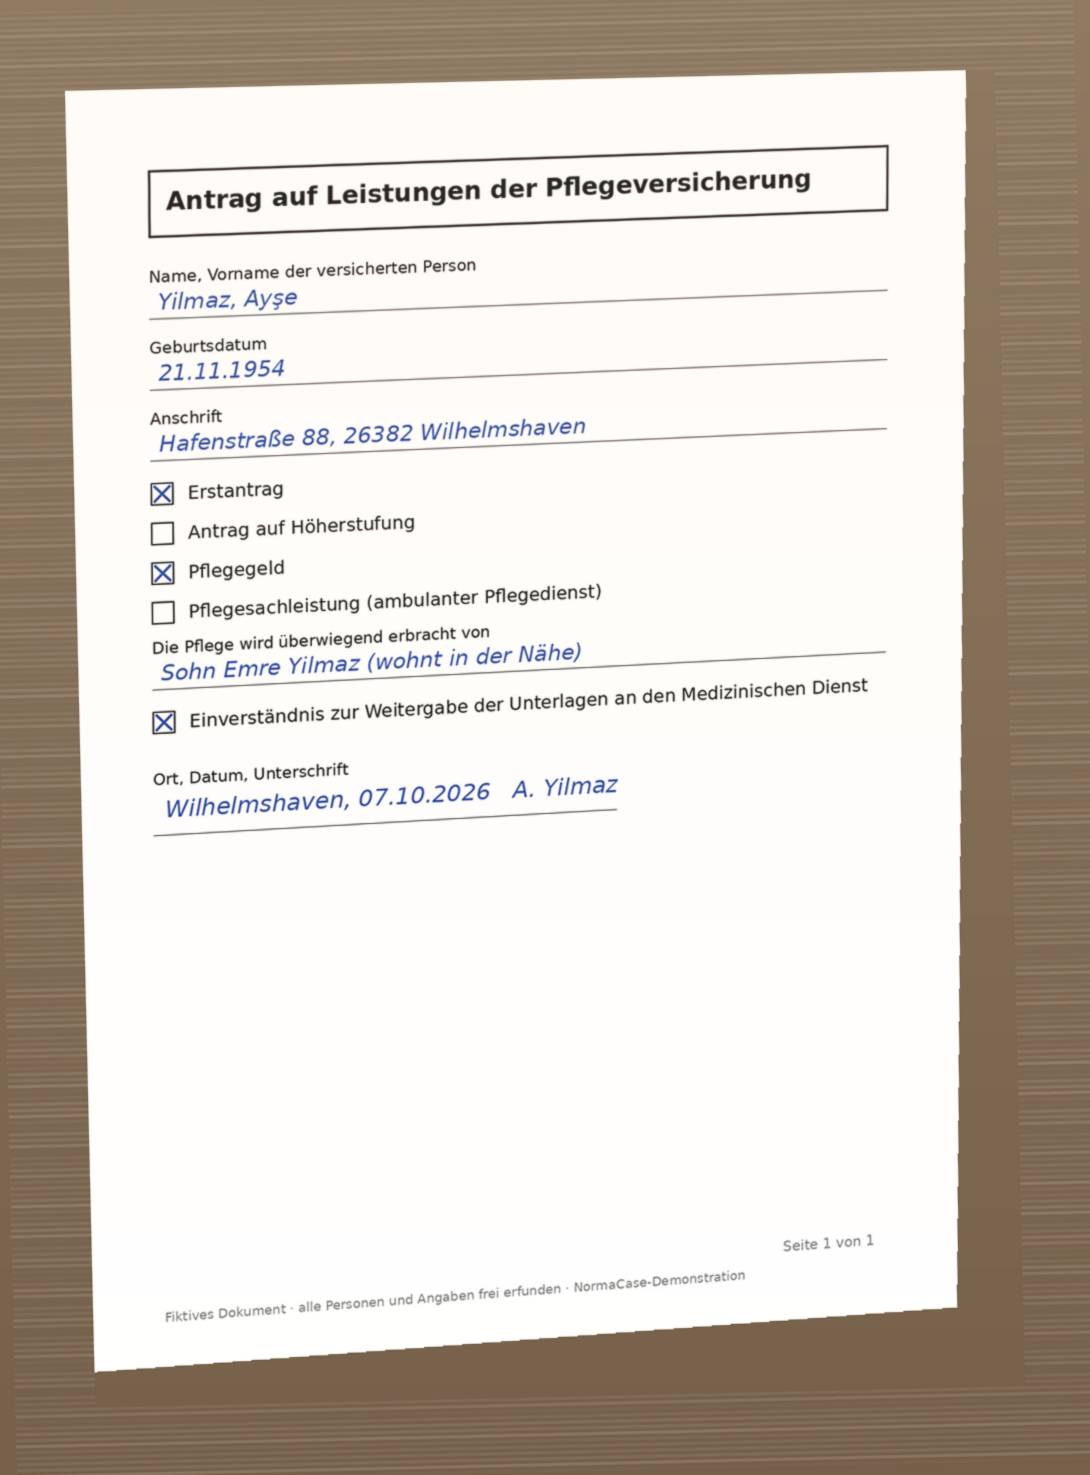 Antrag auf Leistungen der Pflegeversicherung
Name, Vorname der versicherten Person
Yilmaz, Ayşe
Geburtsdatum
21.11.1954
Anschrift
Hafenstraße 88, 26382 Wilhelmshaven
Erstantrag
Antrag auf Höherstufung
Pflegegeld
Pflegesachleistung (ambulanter Pflegedienst)
Die Pflege wird überwiegend erbracht von
Sohn Emre Yilmaz (wohnt in der Nähe)
Einverständnis zur Weitergabe der Unterlagen an den Medizinischen Dienst
Ort, Datum, Unterschrift
Wilhelmshaven, 07.10.2026 A. Yilmaz
Seite 1 von 1
Fiktives Dokument · alle Personen und Angaben frei erfunden · NormaCase-Demonstration